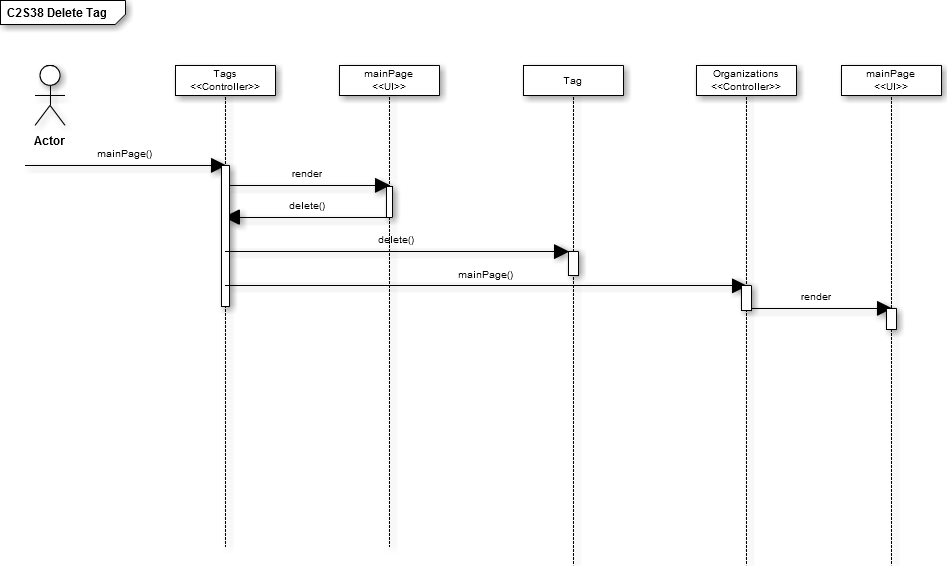 C2S38 Delete Tag
Tags
<<Controller>>
mainPage
<<UI>>
Tag
Organizations
<<Controller>>
mainPage
<<UI>>
Actor
mainPage()
render
delete()
delete()
mainPage()
render